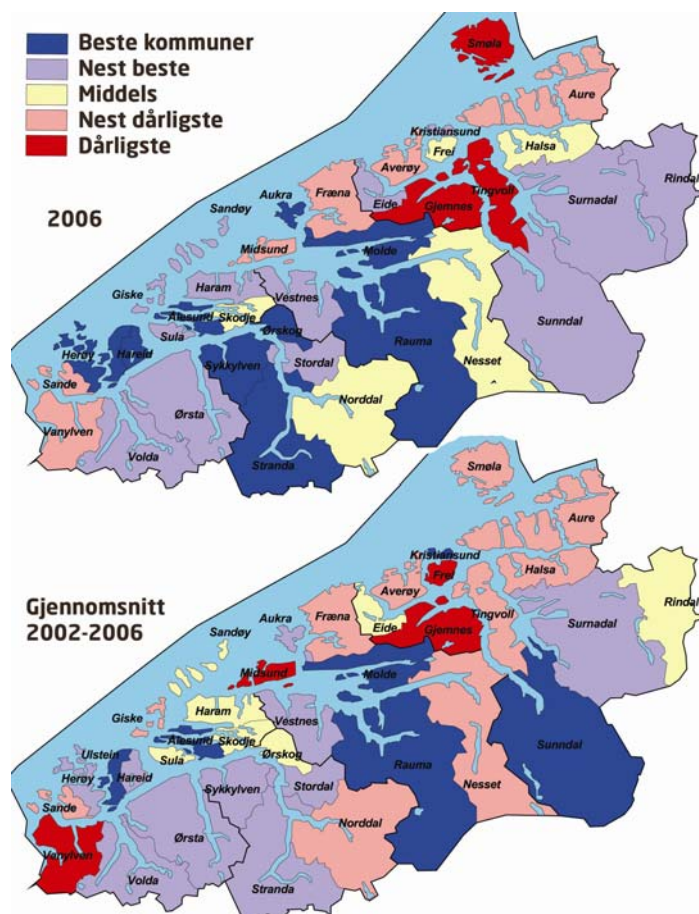 Beste kommuner
Nest beste
Middels
Nest dårligste
Dårligste
2006
Smøla
Aure
Kristiansund
Frei
Halsa
Averøy
Rindal
Fræna
Aukra
Eide
Gjemnes
Tingvoll
Surnadal
Sandøy
Midsund
Molde
Giske
Haram
Vestnes
Ålesund
Skodje
Ørskog
Sunndal
Herøy
Hareid
Sula
Rauma
Nesset
Sykkylven
Stordal
Sande
Norddal
Ørsta
Vanylven
Volda
Stranda
Gjennomsnitt
2002-2006
Smøla
Aure
Kristiansund
Frei
Halsa
Averøy
Rindal
Fræna
Tingvoll
Aukra
Eide
Gjemnes
Surnadal
Sandøy
Midsund
Molde
Giske
Haram
Vestnes
Ålesund
Skodje
Ulstein
Sula
Ørskog
Sunndal
Herøy
Hareid
Rauma
Sykkylven
Stordal
Nesset
Sande
Norddal
Ørsta
Vanylven
Volda
Stranda